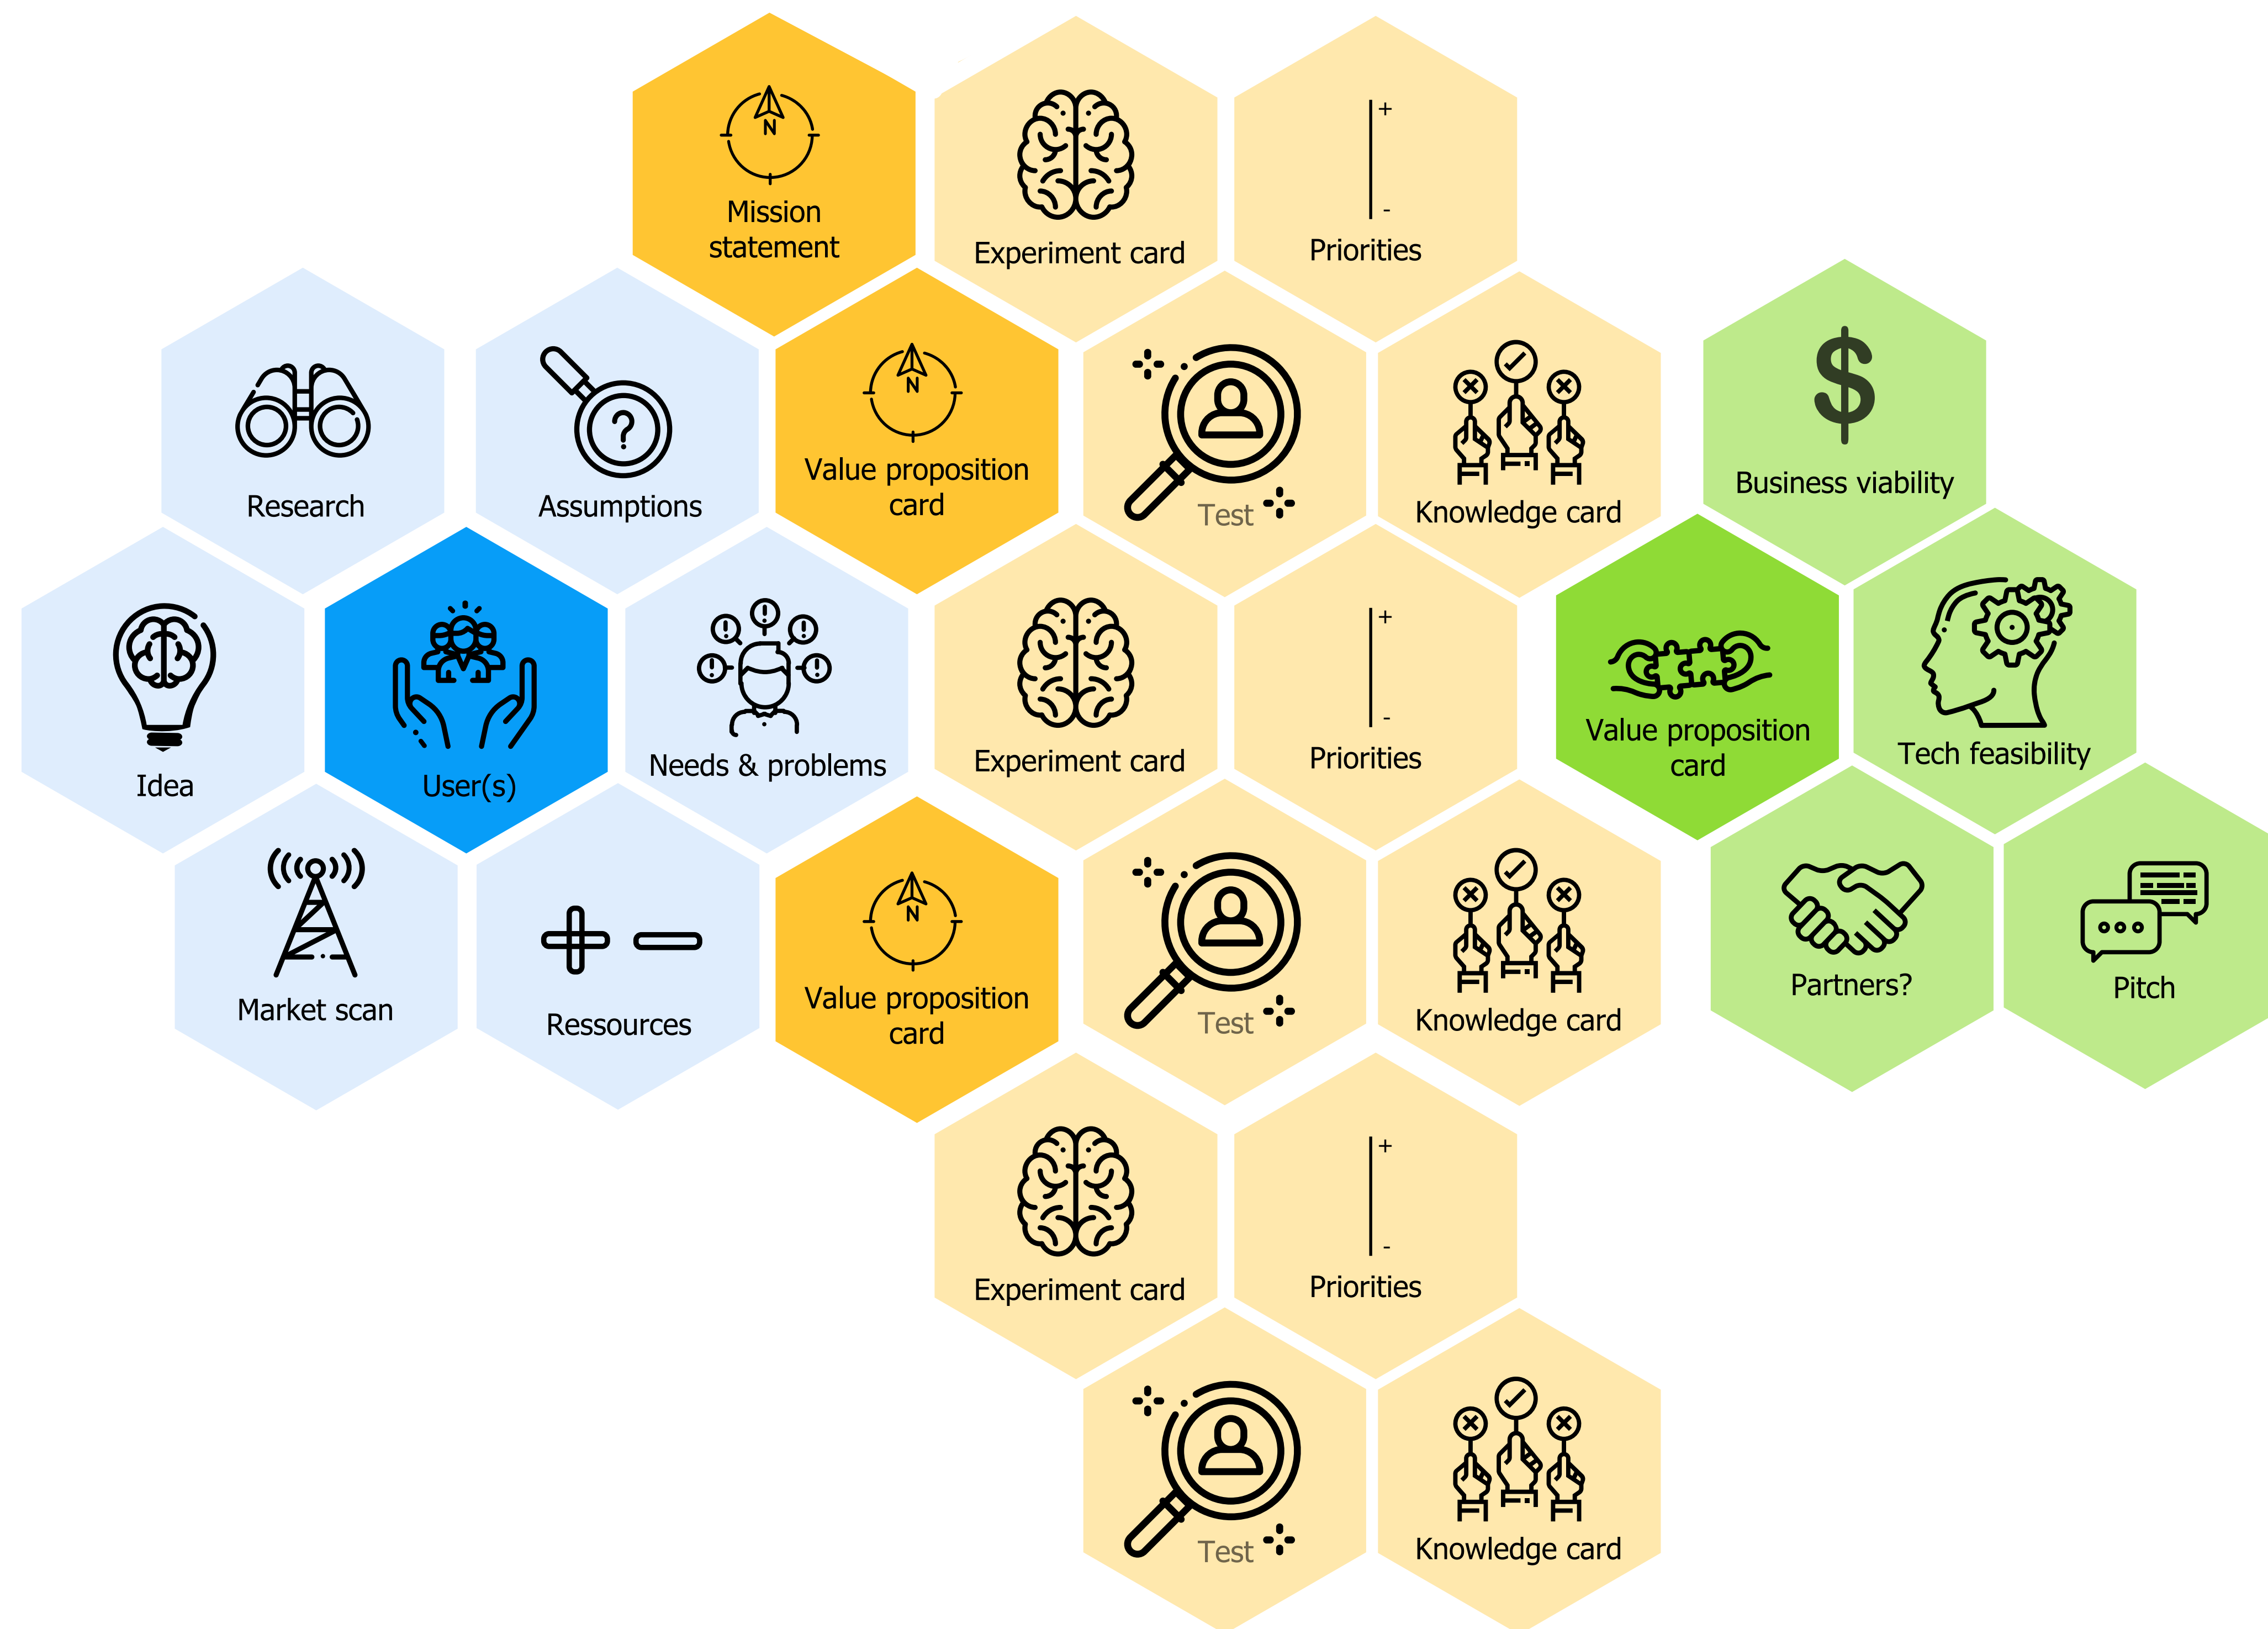 N
Mission
statement
Experiment card
+
-
Priorities
Research
?
Assumptions
N
Value proposition
card
Test
Knowledge card
$
Business viability
Idea
User(s)
Needs & problems
Experiment card
+
-
Priorities
Value proposition
card
Tech feasibility
Market scan
Ressources
N
Value proposition
card
Test
Knowledge card
Partners?
Pitch
Experiment card
+
-
Priorities
Test
Knowledge card